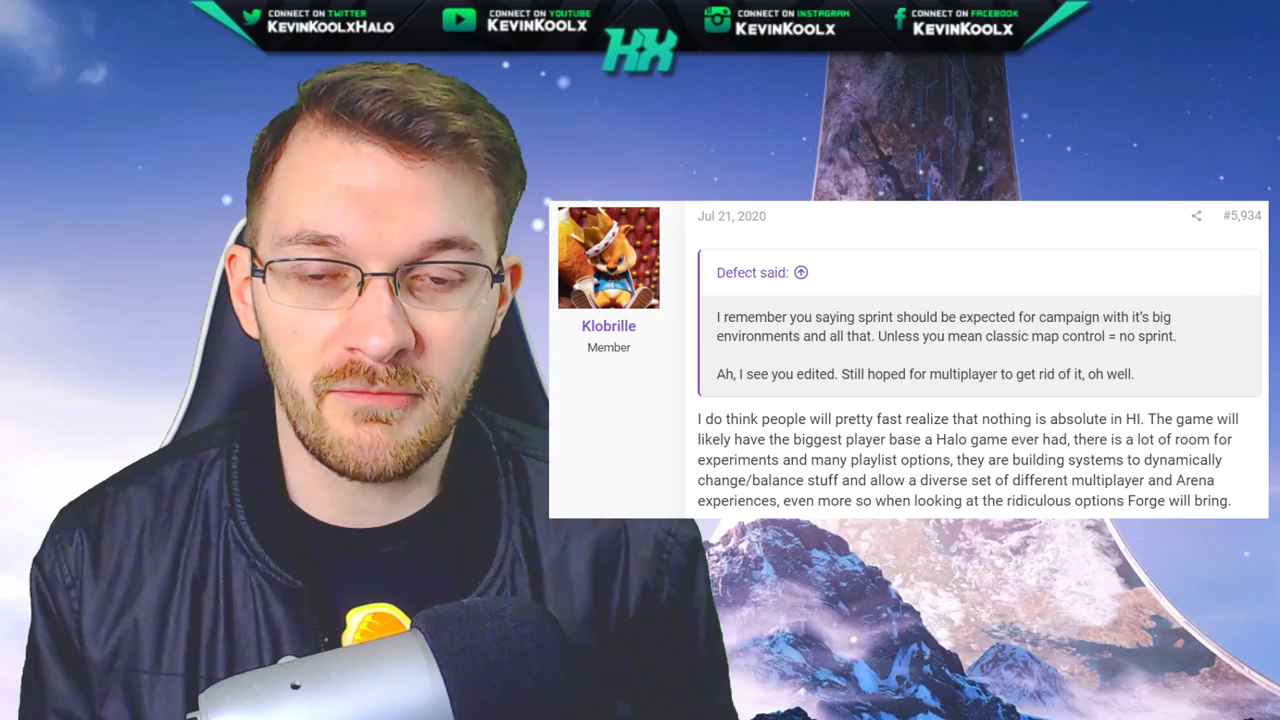 CONNECT ON TWITTER
KEVINKOOLXHALO
CONNECT ON YOUTUBE
KEVINKOOLX
KX
CONNECT ON INSTAGRAM
KEVINKOOLX
CONNECT ON FACEBOOK
KEVINKOOLX
Jul 21, 2020
#5,934
Klobrille
Member
Defect said:
I remember you saying sprint should be expected for campaign with it's big
environments and all that. Unless you mean classic map control = no sprint.
Ah, I see you edited. Still hoped for multiplayer to get rid of it, oh well.
I do think people will pretty fast realize that nothing is absolute in HI. The game will
likely have the biggest player base a Halo game ever had, there is a lot of room for
experiments and many playlist options, they are building systems to dynamically
change/balance stuff and allow a diverse set of different multiplayer and Arena
experiences, even more so when looking at the ridiculous options Forge will bring.